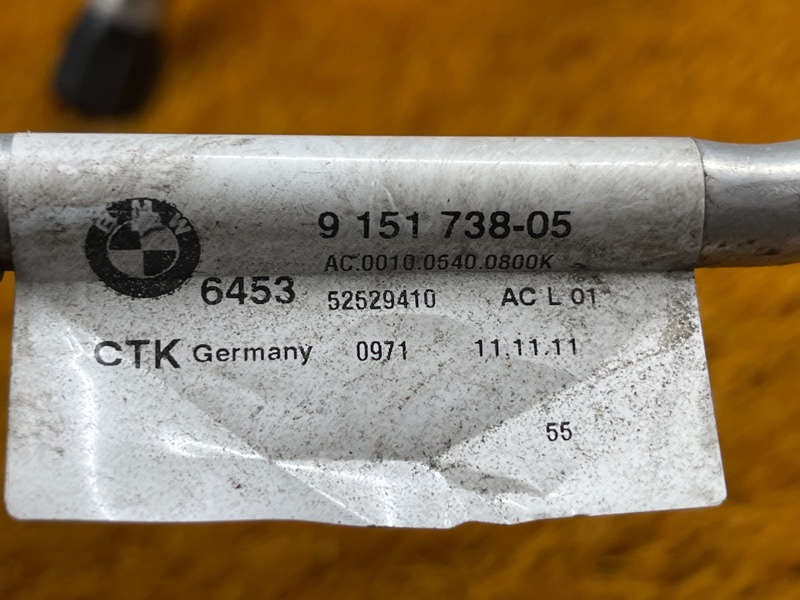 BMW
9 151 738-05
AC.0010.0540.0800K
6453 52529410 AC L 01
CTK Germany 0971 11.11.11
55